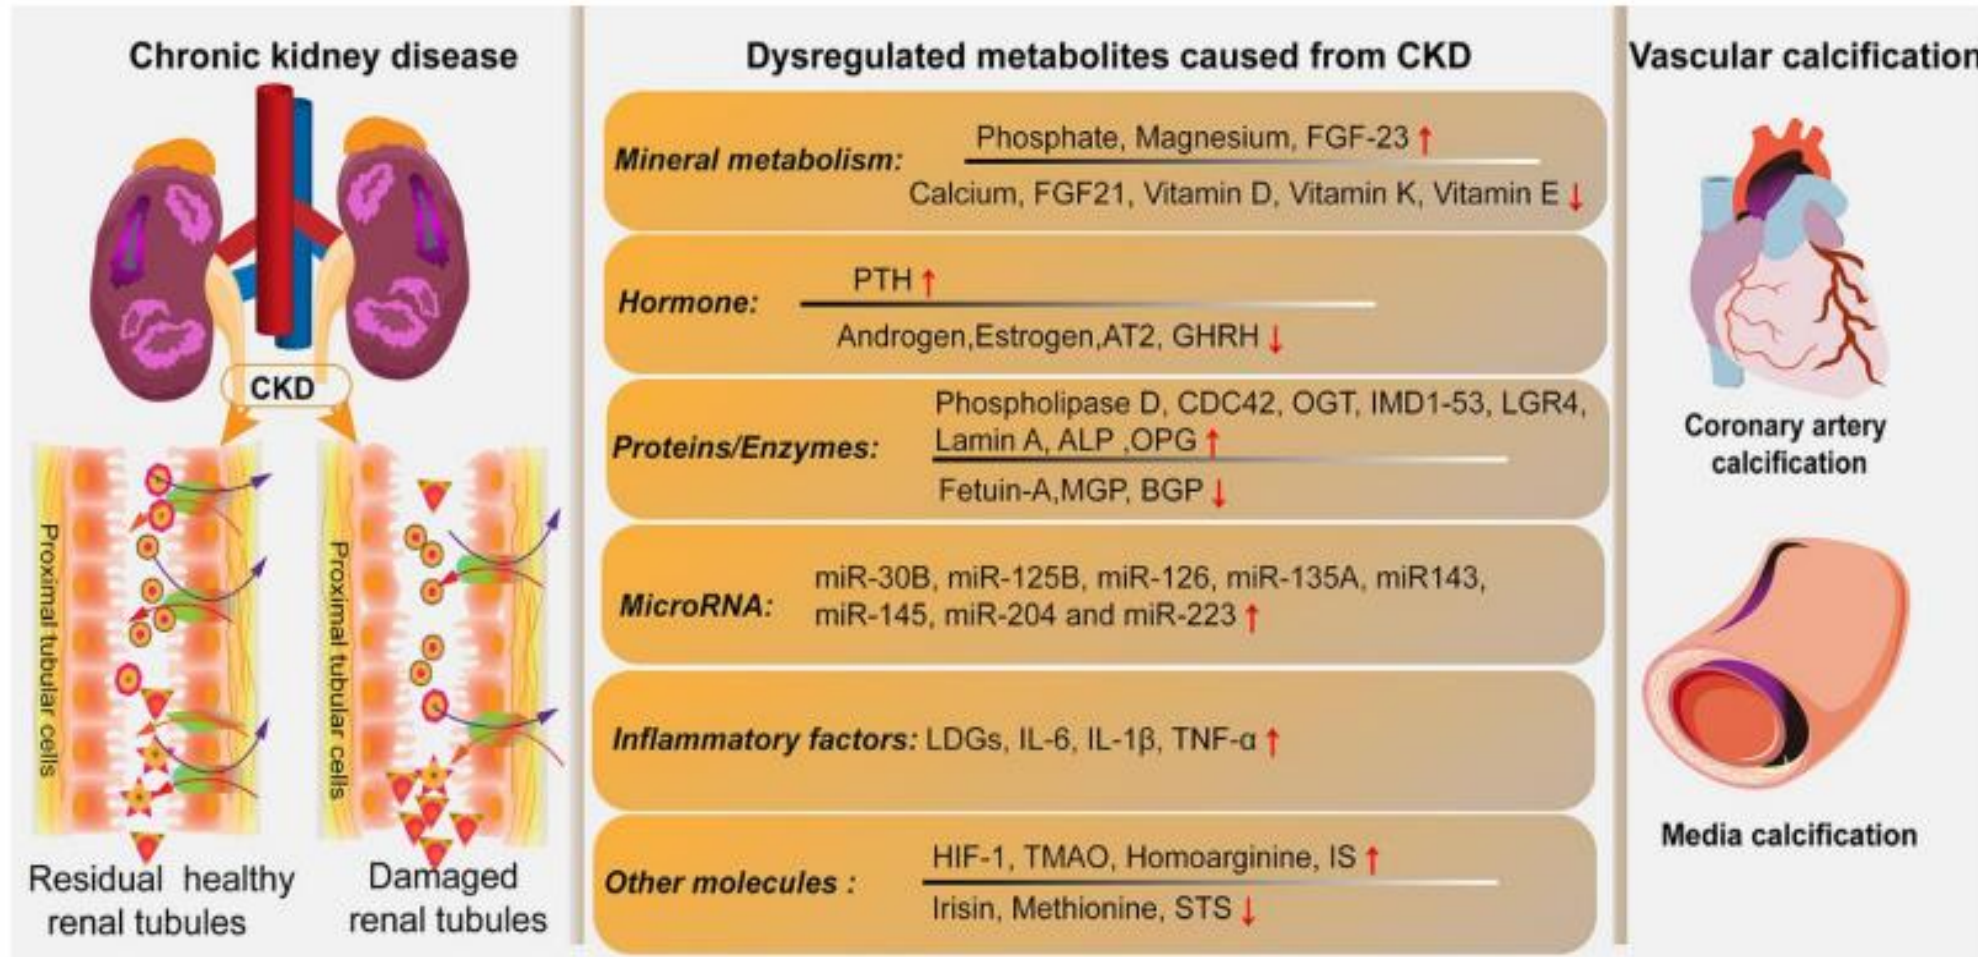 Chronic kidney disease
CKD
Proximal tubular cells
Proximal tubular cells
Residual healthy
renal tubules
Damaged
renal tubules
Dysregulated metabolites caused from CKD
Mineral metabolism:
Phosphate, Magnesium, FGF-23 ↑
Calcium, FGF21, Vitamin D, Vitamin K, Vitamin E ↓
Hormone:
PTH ↑
Androgen,Estrogen,AT2, GHRH ↓
Proteins/Enzymes:
Phospholipase D, CDC42, OGT, IMD1-53, LGR4,
Lamin A, ALP ,OPG ↑
Fetuin-A,MGP, BGP ↓
MicroRNA:
miR-30B, miR-125B, miR-126, miR-135A, miR143,
miR-145, miR-204 and miR-223 ↑
Inflammatory factors: LDGs, IL-6, IL-1β, TNF-α ↑
Other molecules :
HIF-1, TMAO, Homoarginine, IS ↑
Irisin, Methionine, STS ↓
Vascular calcification
Coronary artery
calcification
Media calcification